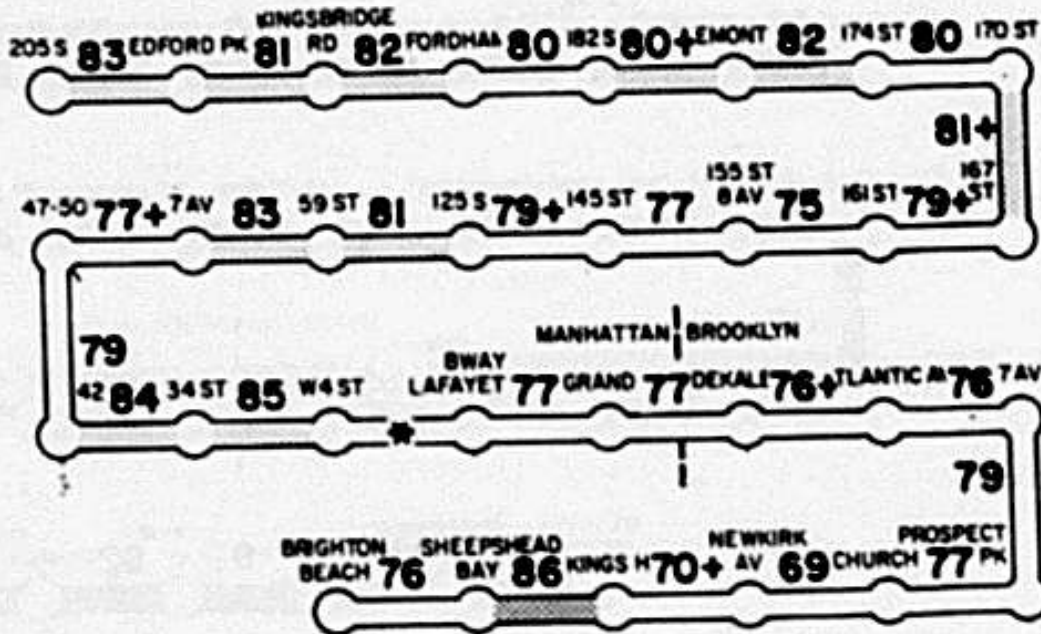 KINGSBRIDGE
205 S 83 EDFORD PK 81 RD 82 FORDHAM 80 182 S 80+ EMONT 82 174 ST 80 170 ST
81+
155 ST 167
47-50 77+ 7 AV 83 59 ST 81 125 S 79+ 145 ST 77 8 AV 75 161 ST 79+ ST
MANHATTAN BROOKLYN
79
BWAY
42 84 34 ST 85 W4 ST LAFAYET 77 GRAND 77 DEKALB 76+ TLANTIC AV 76 7 AV
79
BRIGHTON SHEEPSHEAD NEWKIRK PROSPECT
BEACH 76 BAY 86 KINGS H 70+ AV 69 CHURCH 77 PK